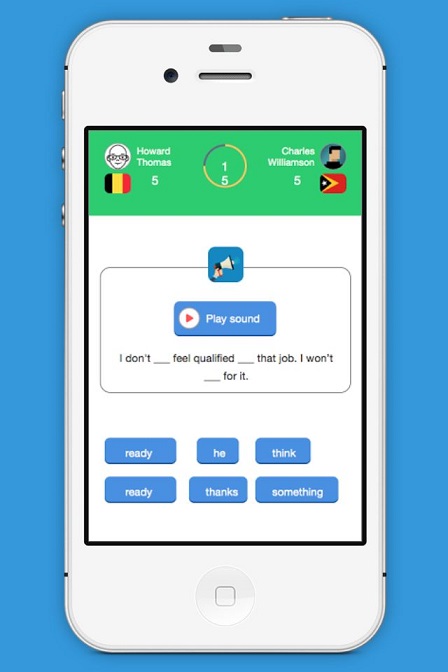 Howard
Thomas
5
1
5
Charles
Williamson
5
Play sound
I don't ___ feel qualified ___ that job. I won't
___ for it.
ready
he
think
ready
thanks
something